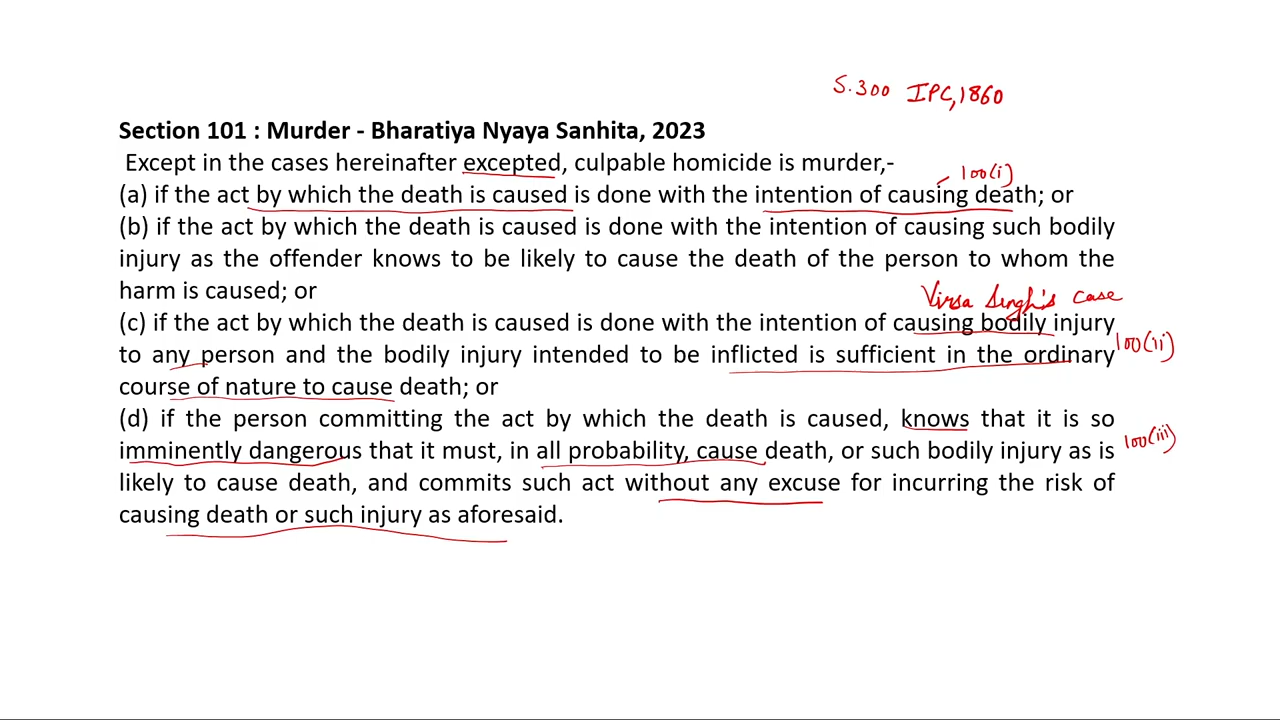 S.300 IPC,1860
Section 101 : Murder - Bharatiya Nyaya Sanhita, 2023
Except in the cases hereinafter excepted, culpable homicide is murder,-
100(i)
(a) if the act by which the death is caused is done with the intention of causing death; or
(b) if the act by which the death is caused is done with the intention of causing such bodily
injury as the offender knows to be likely to cause the death of the person to whom the
harm is caused; or
Virsa Singh's case
(c) if the act by which the death is caused is done with the intention of causing bodily injury
to any person and the bodily injury intended to be inflicted is sufficient in the ordinary
100(ii)
course of nature to cause death; or
(d) if the person committing the act by which the death is caused, knows that it is so
imminently dangerous that it must, in all probability, cause death, or such bodily injury as is
100(iii)
likely to cause death, and commits such act without any excuse for incurring the risk of
causing death or such injury as aforesaid.